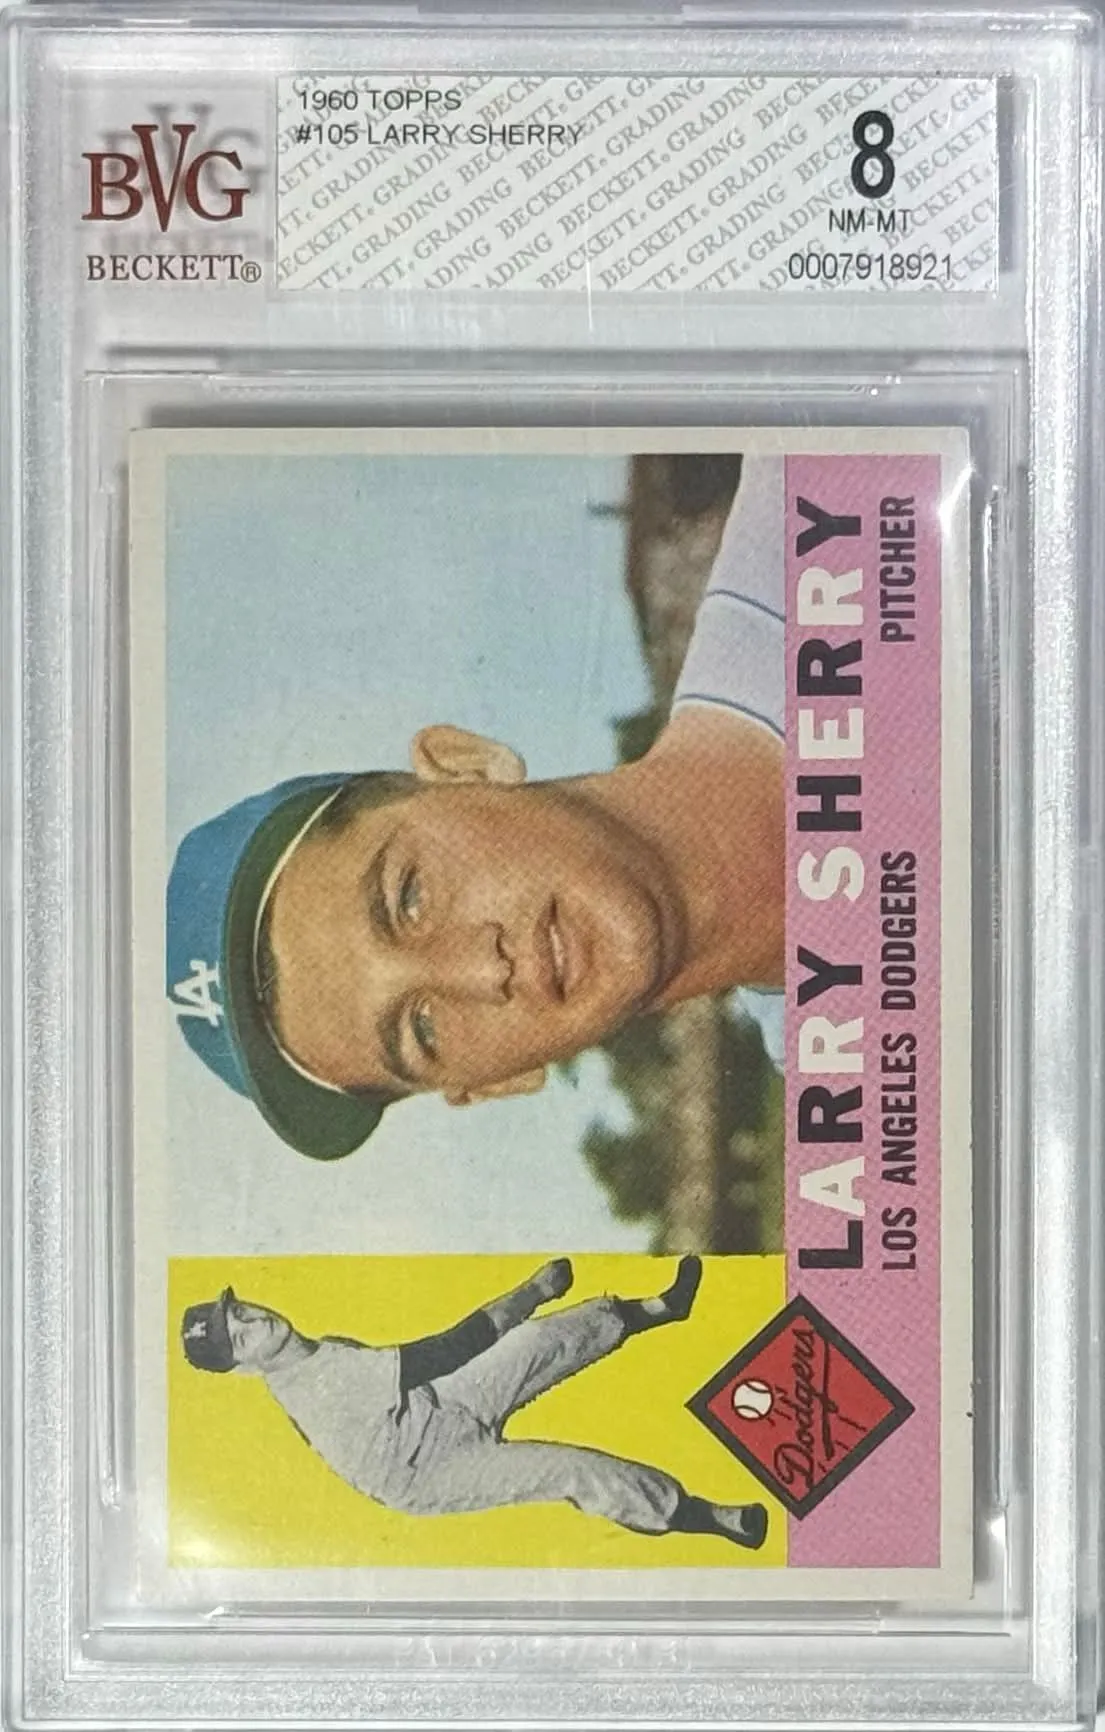 BVG
BECKETT®
1960 TOPPS
#105 LARRY SHERRY
8
NM-MT
0007918921
LA
LARRY SHERRY
LOS ANGELES DODGERS PITCHER
Dodgers